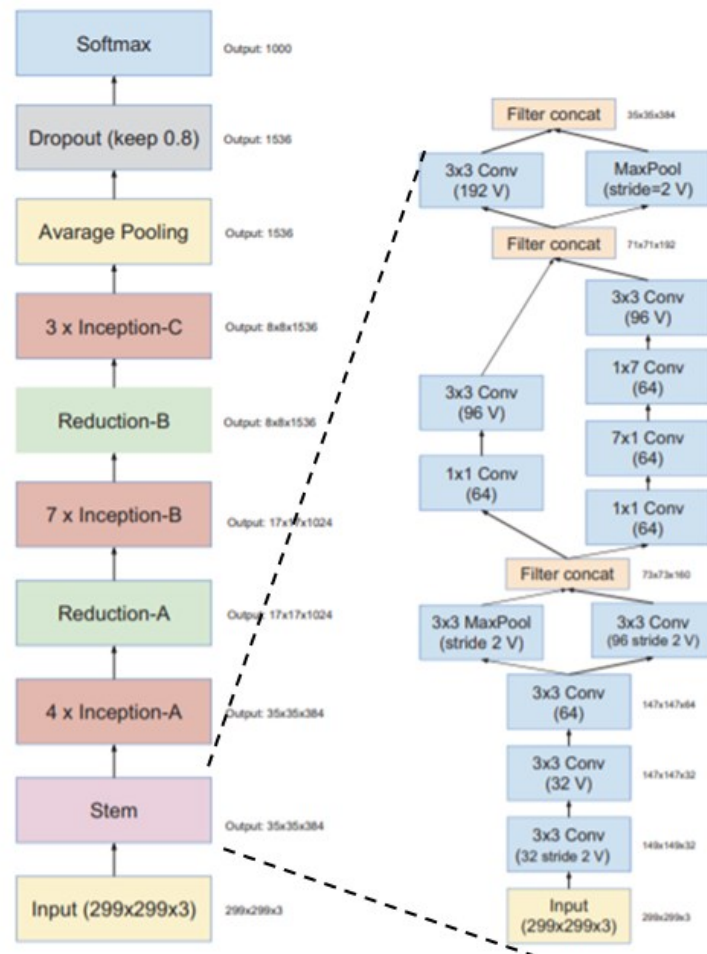 Softmax
Output: 1000
Dropout (keep 0.8)
Output: 1536
Avarage Pooling
Output: 1536
3 x Inception-C
Output: 8x8x1536
Reduction-B
Output: 8x8x1536
7 x Inception-B
Output: 17x17x1024
Reduction-A
Output: 17x17x1024
4 x Inception-A
Output: 35x35x384
Stem
Output: 35x35x384
Input (299x299x3)
299x299x3
Filter concat
35x35x384
3x3 Conv
(192 V)
MaxPool
(stride=2 V)
Filter concat
71x71x192
3x3 Conv
(96 V)
1x7 Conv
(64)
3x3 Conv
(96 V)
7x1 Conv
(64)
1x1 Conv
(64)
1x1 Conv
(64)
Filter concat
73x73x160
3x3 MaxPool
(stride 2 V)
3x3 Conv
(96 stride 2 V)
3x3 Conv
(64)
147x147x64
3x3 Conv
(32 V)
147x147x32
3x3 Conv
(32 stride 2 V)
149x149x32
Input
(299x299x3)
299x299x3